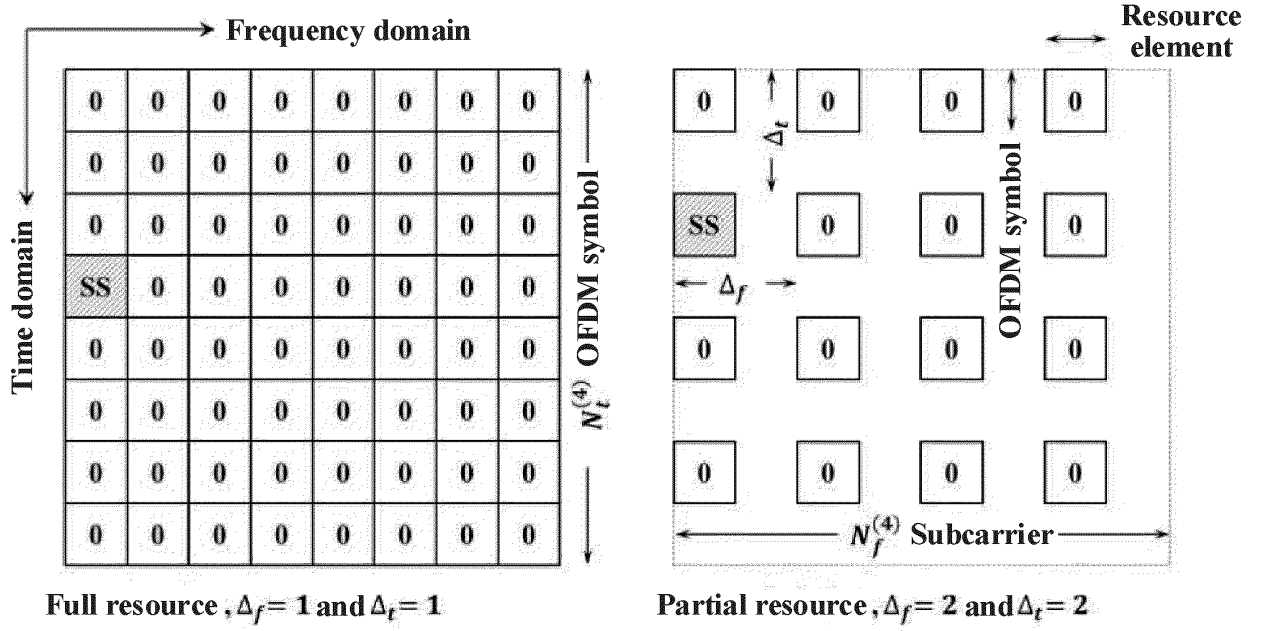 Frequency domain
Time domain
0 0 0 0 0 0 0 0
0 0 0 0 0 0 0 0
0 0 0 0 0 0 0 0
SS 0 0 0 0 0 0 0
0 0 0 0 0 0 0 0
0 0 0 0 0 0 0 0
0 0 0 0 0 0 0 0
0 0 0 0 0 0 0 0
N_t^(4) OFDM symbol
Full resource , Δ_f = 1 and Δ_t = 1
Resource
element
0 0 0 0
Δ_t
OFDM symbol
SS 0 0 0
Δ_f
0 0 0 0
0 0 0 0
N_f^(4) Subcarrier
Partial resource , Δ_f = 2 and Δ_t = 2